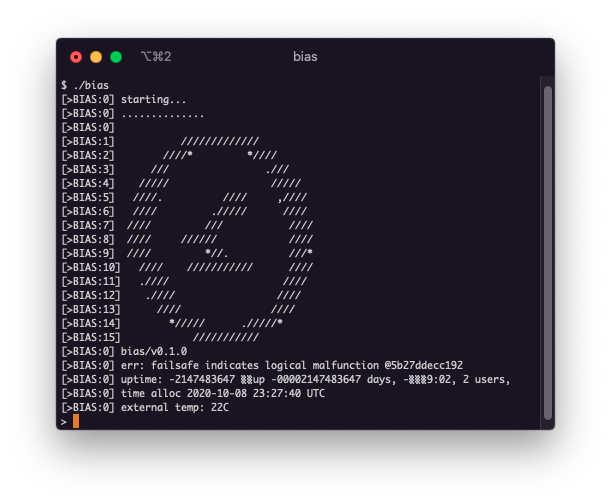 ⌥⌘2 bias
$ ./bias
[>BIAS:0] starting...
[>BIAS:0] ..............
[>BIAS:0]
[>BIAS:1]           /////////////
[>BIAS:2]        ////*         *////
[>BIAS:3]      ///                .///
[>BIAS:4]    /////                 /////
[>BIAS:5]   ////.          ////     ,////
[>BIAS:6]   ////         ./////      ////
[>BIAS:7]  ////         ///           ////
[>BIAS:8]  ////     //////            ////
[>BIAS:9]  ////         *//.          ///*
[>BIAS:10]   ////    ///////////      ////
[>BIAS:11]   .////                   ////
[>BIAS:12]    .////                 ////
[>BIAS:13]      ////               ////
[>BIAS:14]        */////      ./////*
[>BIAS:15]            ///////////
[>BIAS:0] bias/v0.1.0
[>BIAS:0] err: failsafe indicates logical malfunction @5b27ddecc192
[>BIAS:0] uptime: -2147483647 ▒▒up -00002147483647 days, -▒▒▒9:02, 2 users,
[>BIAS:0] time alloc 2020-10-08 23:27:40 UTC
[>BIAS:0] external temp: 22C
>